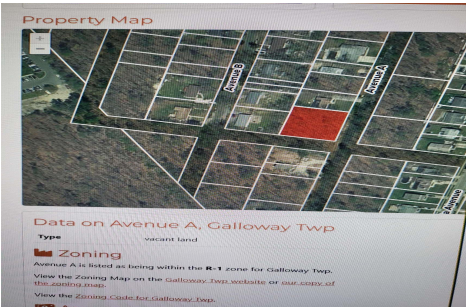 Property Map
+
−
Avenue B
Avenue A
Avenue
Data on Avenue A, Galloway Twp
Type vacant land
Zoning
Avenue A is listed as being within the R-1 zone for Galloway Twp.
View the Zoning Map on the Galloway Twp website or our copy of
the zoning map.
View the Zoning Code for Galloway Twp.